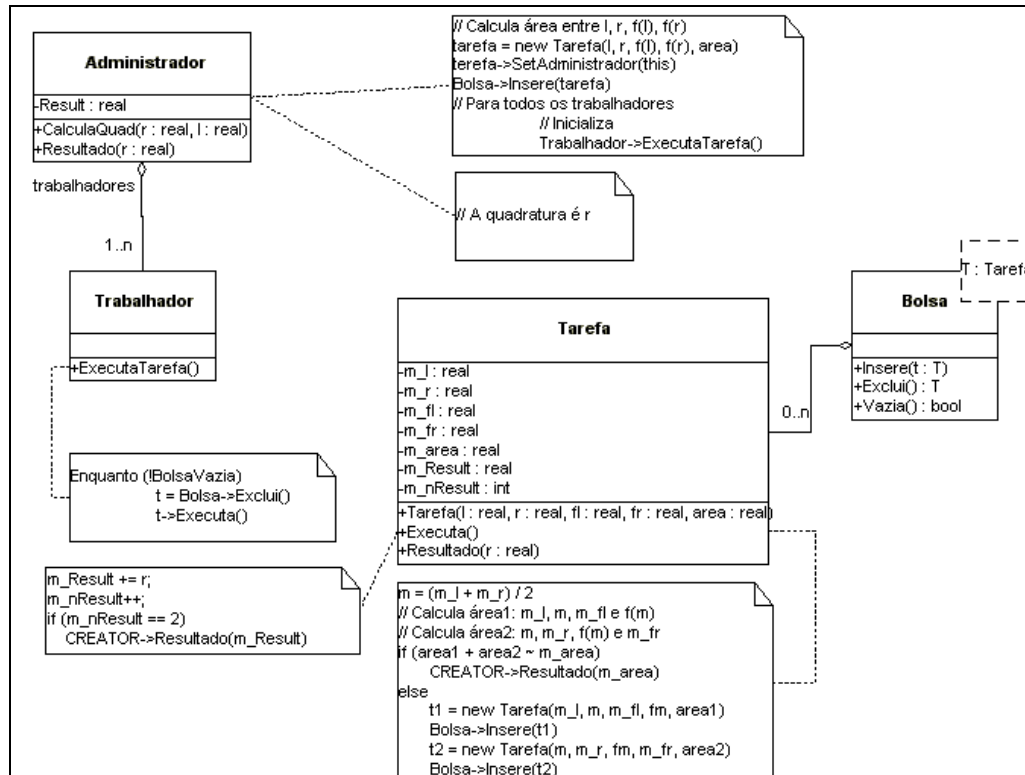 Administrador
-Result : real
+CalculaQuad(r : real, l : real)
+Resultado(r : real)
// Calcula área entre l, r, f(l), f(r)
tarefa = new Tarefa(l, r, f(l), f(r), area)
terefa->SetAdministrador(this)
Bolsa->Insere(tarefa)
// Para todos os trabalhadores
// Inicializa
Trabalhador->ExecutaTarefa()
// A quadratura é r
trabalhadores
1..n
Trabalhador
+ExecutaTarefa()
Enquanto (!BolsaVazia)
t = Bolsa->Exclui()
t->Executa()
Tarefa
-m_l : real
-m_r : real
-m_fl : real
-m_fr : real
-m_area : real
-m_Result : real
-m_nResult : int
+Tarefa(l : real, r : real, fl : real, fr : real, area : real)
+Executa()
+Resultado(r : real)
0..n
T : Tarefa
Bolsa
+Insere(t : T)
+Exclui() : T
+Vazia() : bool
m_Result += r;
m_nResult++;
if (m_nResult == 2)
CREATOR->Resultado(m_Result)
m = (m_l + m_r) / 2
// Calcula área1: m_l, m, m_fl e f(m)
// Calcula área2: m, m_r, f(m) e m_fr
if (area1 + area2 ~ m_area)
CREATOR->Resultado(m_area)
else
t1 = new Tarefa(m_l, m, m_fl, fm, area1)
Bolsa->Insere(t1)
t2 = new Tarefa(m, m_r, fm, m_fr, area2)
Bolsa->Insere(t2)